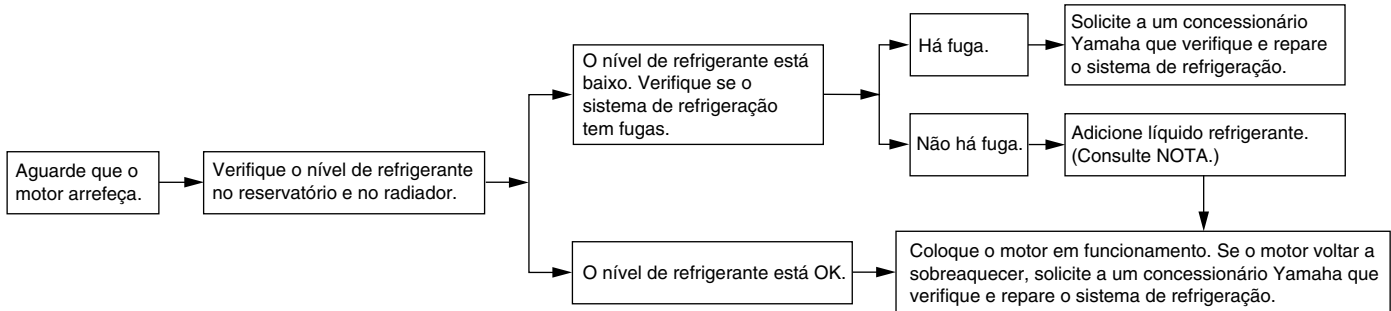 Aguarde que o
motor arrefeça.
Verifique o nível de refrigerante
no reservatório e no radiador.
O nível de refrigerante está
baixo. Verifique se o
sistema de refrigeração
tem fugas.
Há fuga.
Solicite a um concessionário
Yamaha que verifique e repare
o sistema de refrigeração.
Não há fuga.
Adicione líquido refrigerante.
(Consulte NOTA.)
O nível de refrigerante está OK.
Coloque o motor em funcionamento. Se o motor voltar a
sobreaquecer, solicite a um concessionário Yamaha que
verifique e repare o sistema de refrigeração.